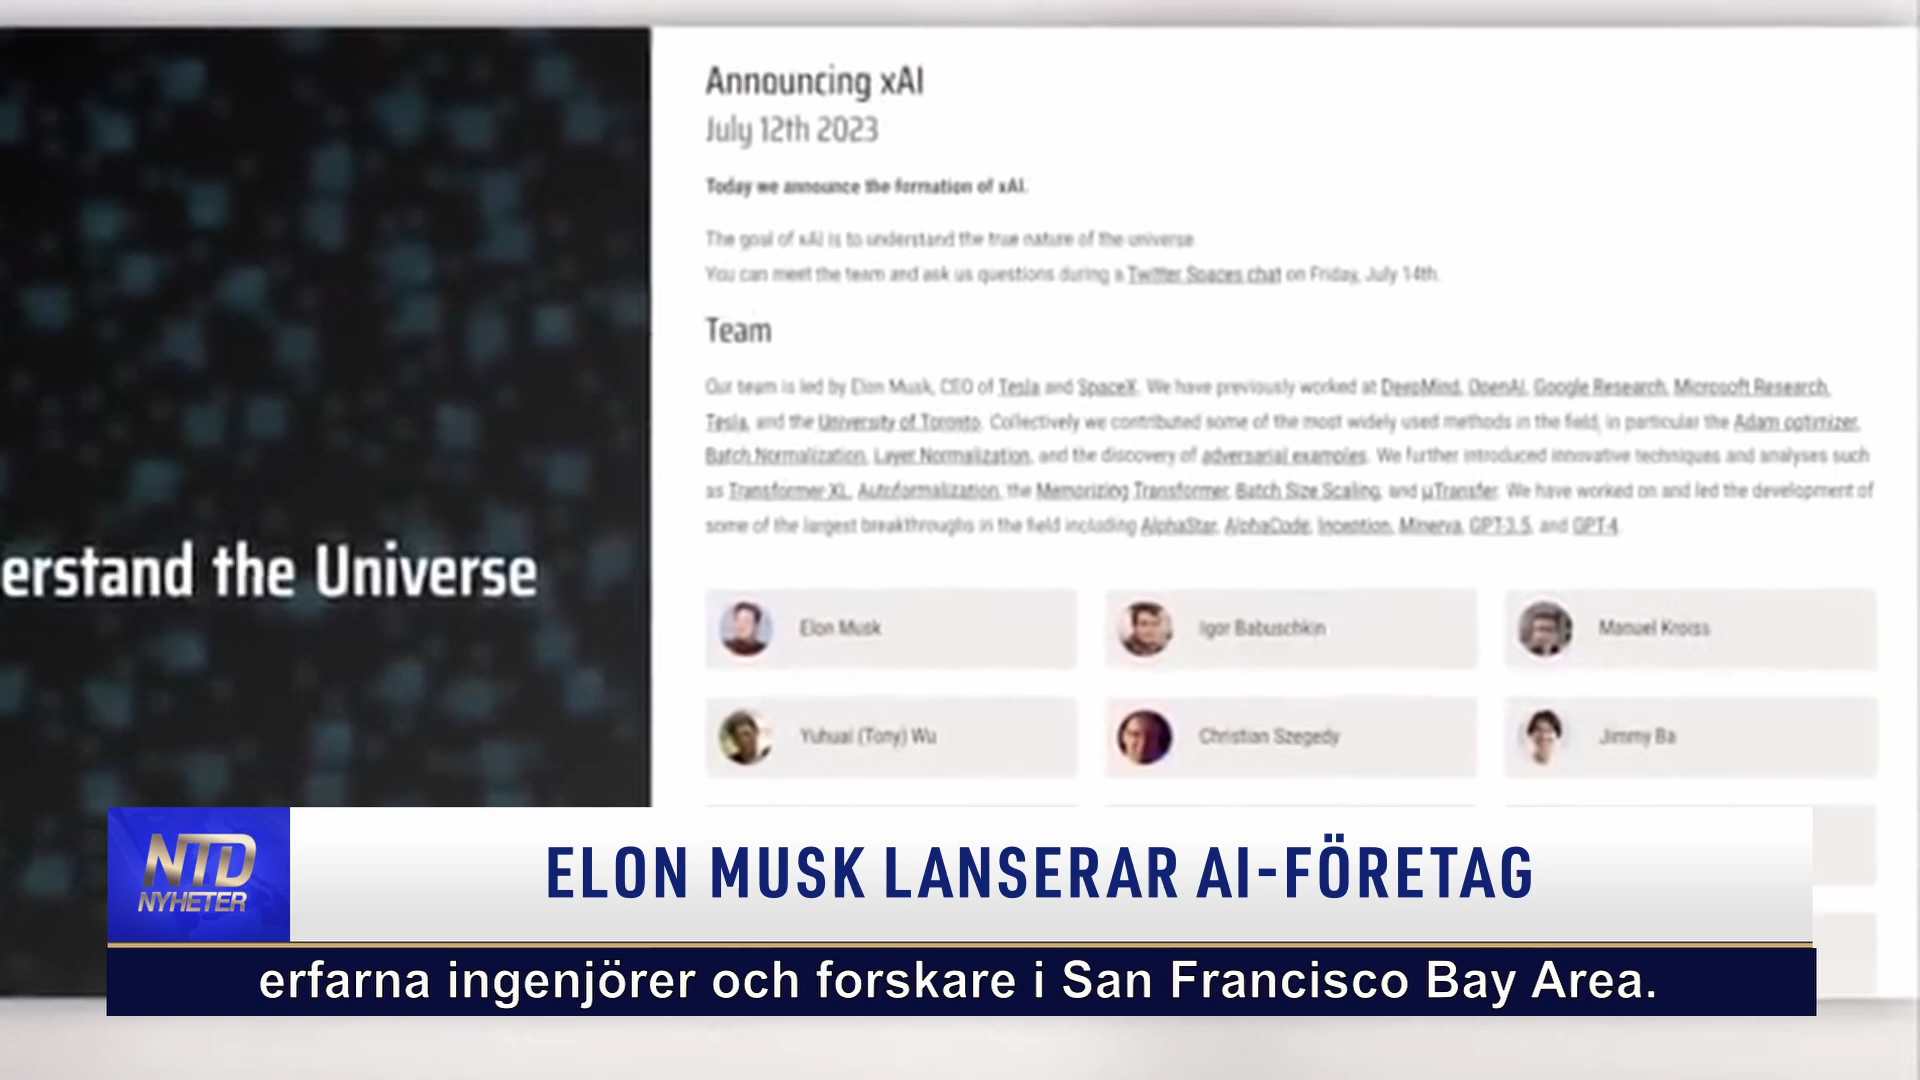 Announcing xAI
July 12th 2023
Today we announce the formation of xAI.
The goal of xAI is to understand the true nature of the universe.
You can meet the team and ask us questions during a Twitter Spaces chat on Friday, July 14th.
Team
Our team is led by Elon Musk, CEO of Tesla and SpaceX. We have previously worked at DeepMind, OpenAI, Google Research, Microsoft Research,
Tesla, and the University of Toronto. Collectively we contributed some of the most widely used methods in the field, in particular the Adam optimizer,
Batch Normalization, Layer Normalization, and the discovery of adversarial examples. We further introduced innovative techniques and analyses such
as Transformer-XL, Autoformalization, the Memorizing Transformer, Batch Size Scaling, and μTransfer. We have worked on and led the development of
some of the largest breakthroughs in the field including AlphaStar, AlphaCode, Inception, Minerva, GPT-3.5, and GPT-4.
erstand the Universe
Elon Musk
Igor Babuschkin
Manuel Kroiss
Yuhuai (Tony) Wu
Christian Szegedy
Jimmy Ba
NTD
NYHETER
ELON MUSK LANSERAR AI-FÖRETAG
erfarna ingenjörer och forskare i San Francisco Bay Area.